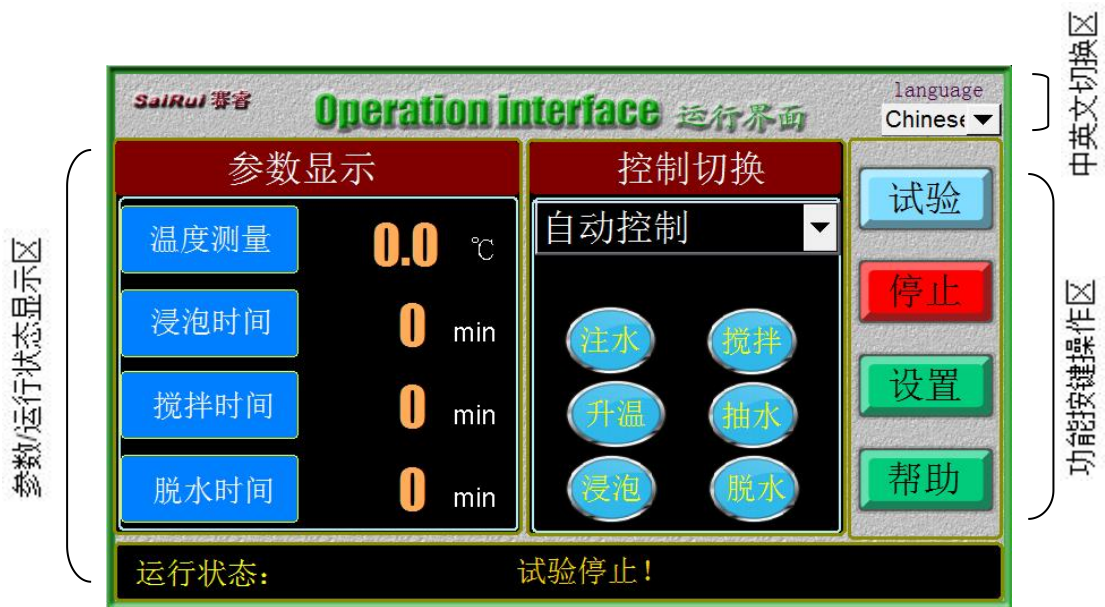 中英文切换区
SaiRui 赛睿
Operation interface 运行界面
language
Chinese
参数/运行状态显示区
参数显示
控制切换
试验
温度测量 0.0 ℃
自动控制
停止
浸泡时间 0 min
注水 搅拌
设置
搅拌时间 0 min
升温 抽水
帮助
脱水时间 0 min
浸泡 脱水
功能按键操作区
运行状态: 试验停止!